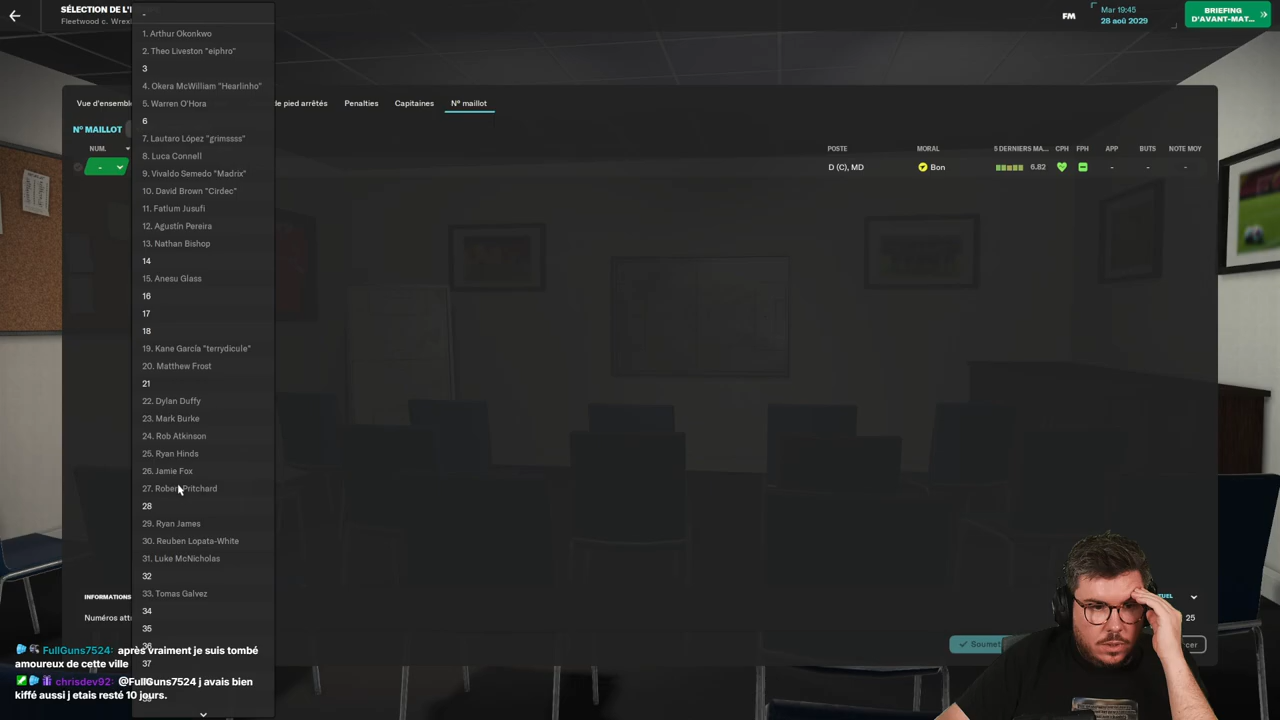 SÉLECTION DE L'
Fleetwood c. Wrex
FM
Mar 19:45
28 aoû 2029
BRIEFING
D'AVANT-MAT...
-
1. Arthur Okonkwo
2. Theo Liveston "eiphro"
3
4. Okera McWilliam "Hearlinho"
5. Warren O'Hora
6
7. Lautaro López "grimssss"
8. Luca Connell
9. Vivaldo Semedo "Madrix"
10. David Brown "Cirdec"
11. Fatlum Jusufi
12. Agustín Pereira
13. Nathan Bishop
14
15. Anesu Glass
16
17
18
19. Kane García "terrydicule"
20. Matthew Frost
21
22. Dylan Duffy
23. Mark Burke
24. Rob Atkinson
25. Ryan Hinds
26. Jamie Fox
27. Robert Pritchard
28
29. Ryan James
30. Reuben Lopata-White
31. Luke McNicholas
32
33. Tomas Galvez
34
35
36
37
Vue d'ensemble
de pied arrêtés
Penalties
Capitaines
N° maillot
N° MAILLOT
NUM.
POSTE
MORAL
5 DERNIERS MA...
CPH
FPH
APP
BUTS
NOTE MOY
-
D (C), MD
Bon
6.82
-
-
-
INFORMATIONS
Numéros att
25
Soumet
cer
FullGuns7524: après vraiment je suis tombé
amoureux de cette ville
chrisdev92: @FullGuns7524 j avais bien
kiffé aussi j etais resté 10 jours.